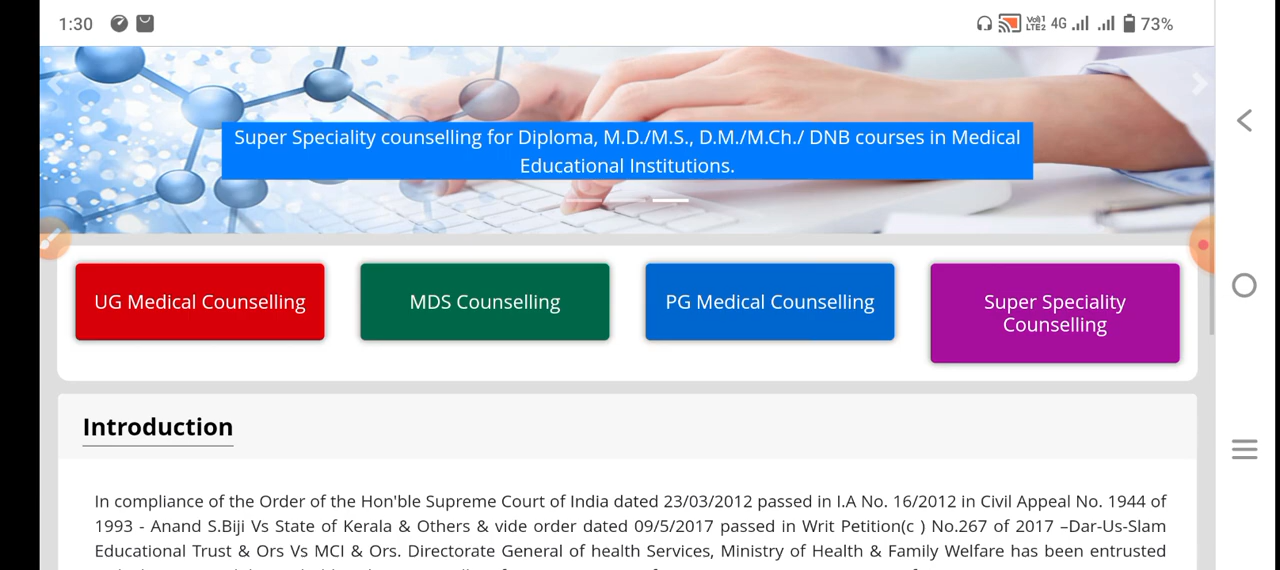 1:30
4G
73%
Super Speciality counselling for Diploma, M.D./M.S., D.M./M.Ch./ DNB courses in Medical
Educational Institutions.
UG Medical Counselling
MDS Counselling
PG Medical Counselling
Super Speciality
Counselling
Introduction
In compliance of the Order of the Hon'ble Supreme Court of India dated 23/03/2012 passed in I.A No. 16/2012 in Civil Appeal No. 1944 of
1993 - Anand S.Biji Vs State of Kerala & Others & vide order dated 09/5/2017 passed in Writ Petition(c ) No.267 of 2017 –Dar-Us-Slam
Educational Trust & Ors Vs MCI & Ors. Directorate General of health Services, Ministry of Health & Family Welfare has been entrusted